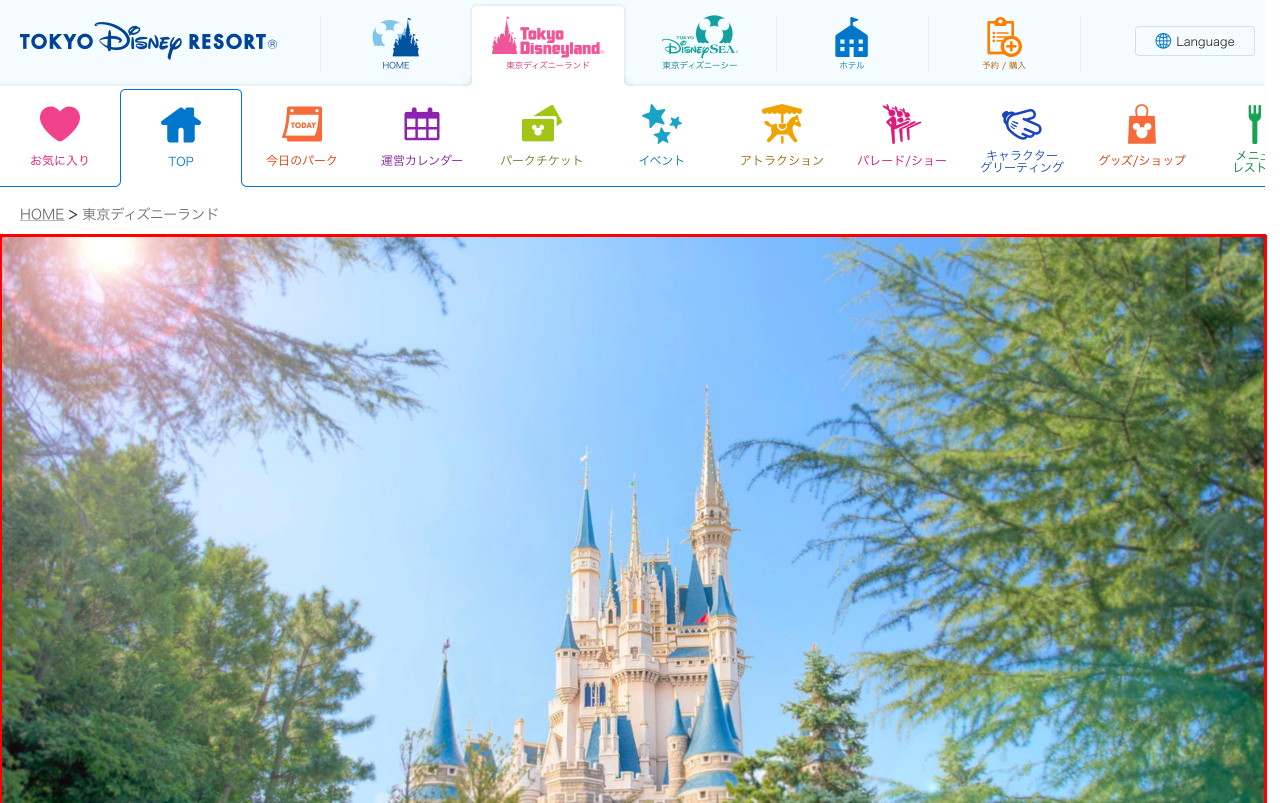 TOKYO Disney RESORT®
HOME
Tokyo Disneyland®
東京ディズニーランド
TOKYO DisneySEA®
東京ディズニーシー
ホテル
予約 / 購入
Language
お気に入り
TOP
TODAY
今日のパーク
運営カレンダー
パークチケット
イベント
アトラクション
パレード/ショー
キャラクター
グリーティング
グッズ/ショップ
メニュ
レスト
HOME > 東京ディズニーランド